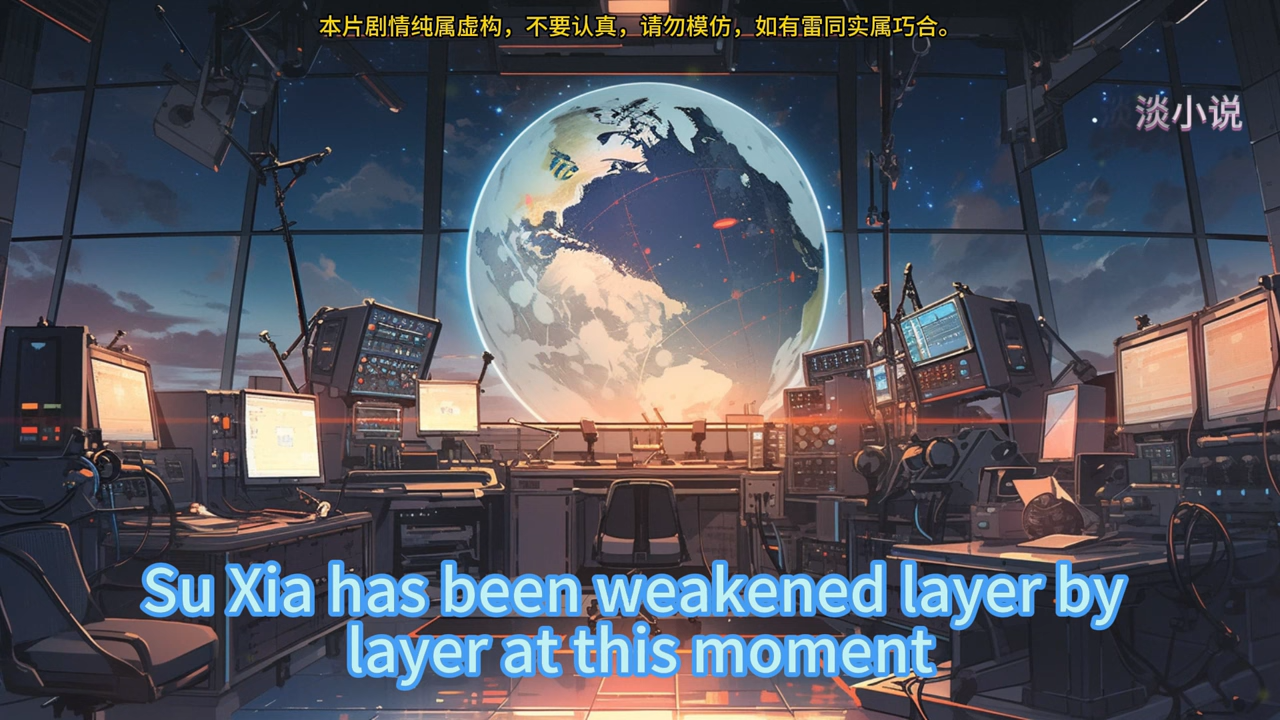 本片剧情纯属虚构，不要认真，请勿模仿，如有雷同实属巧合。
淡小说
Su Xia has been weakened layer by
layer at this moment